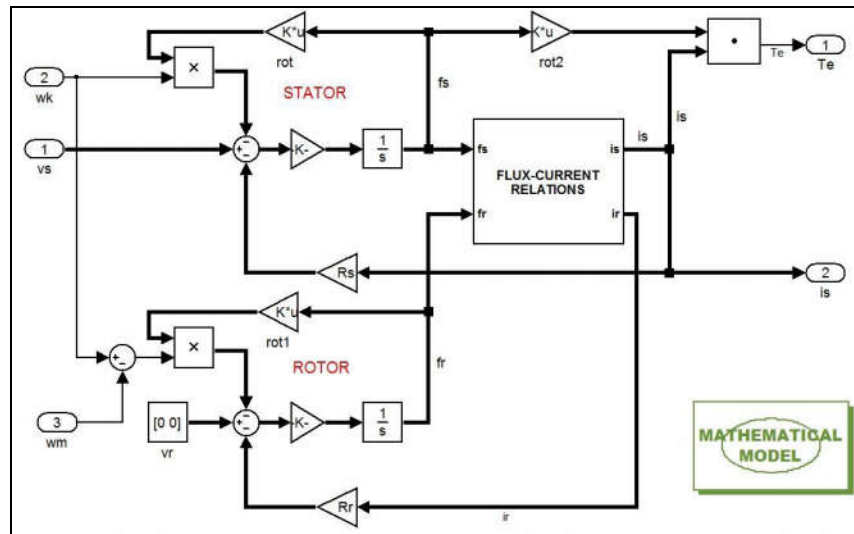 K*u
rot
K*u
rot2
×
•
Te
1
Te
2
wk
STATOR
fs
is
is
1
vs
+
-
-
-K-
1
s
fs
is
FLUX-CURRENT
RELATIONS
fr
ir
Rs
2
is
K*u
rot1
×
+
-
ROTOR
fr
3
wm
[0 0]
vr
+
-
-
-K-
1
s
MATHEMATICAL
MODEL
Rr
ir